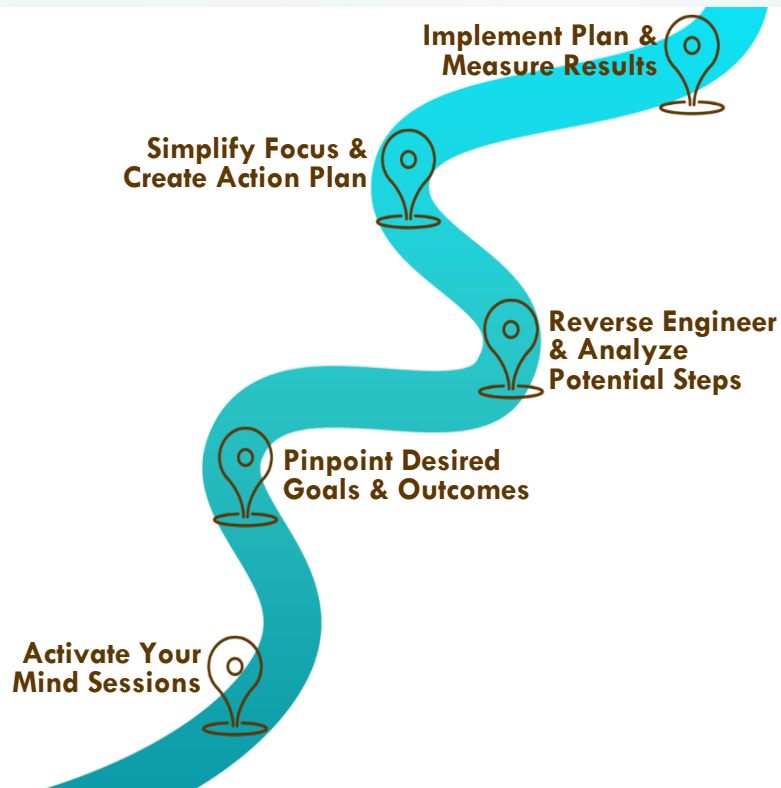 Implement Plan &
Measure Results
Simplify Focus &
Create Action Plan
Reverse Engineer
& Analyze
Potential Steps
Pinpoint Desired
Goals & Outcomes
Activate Your
Mind Sessions